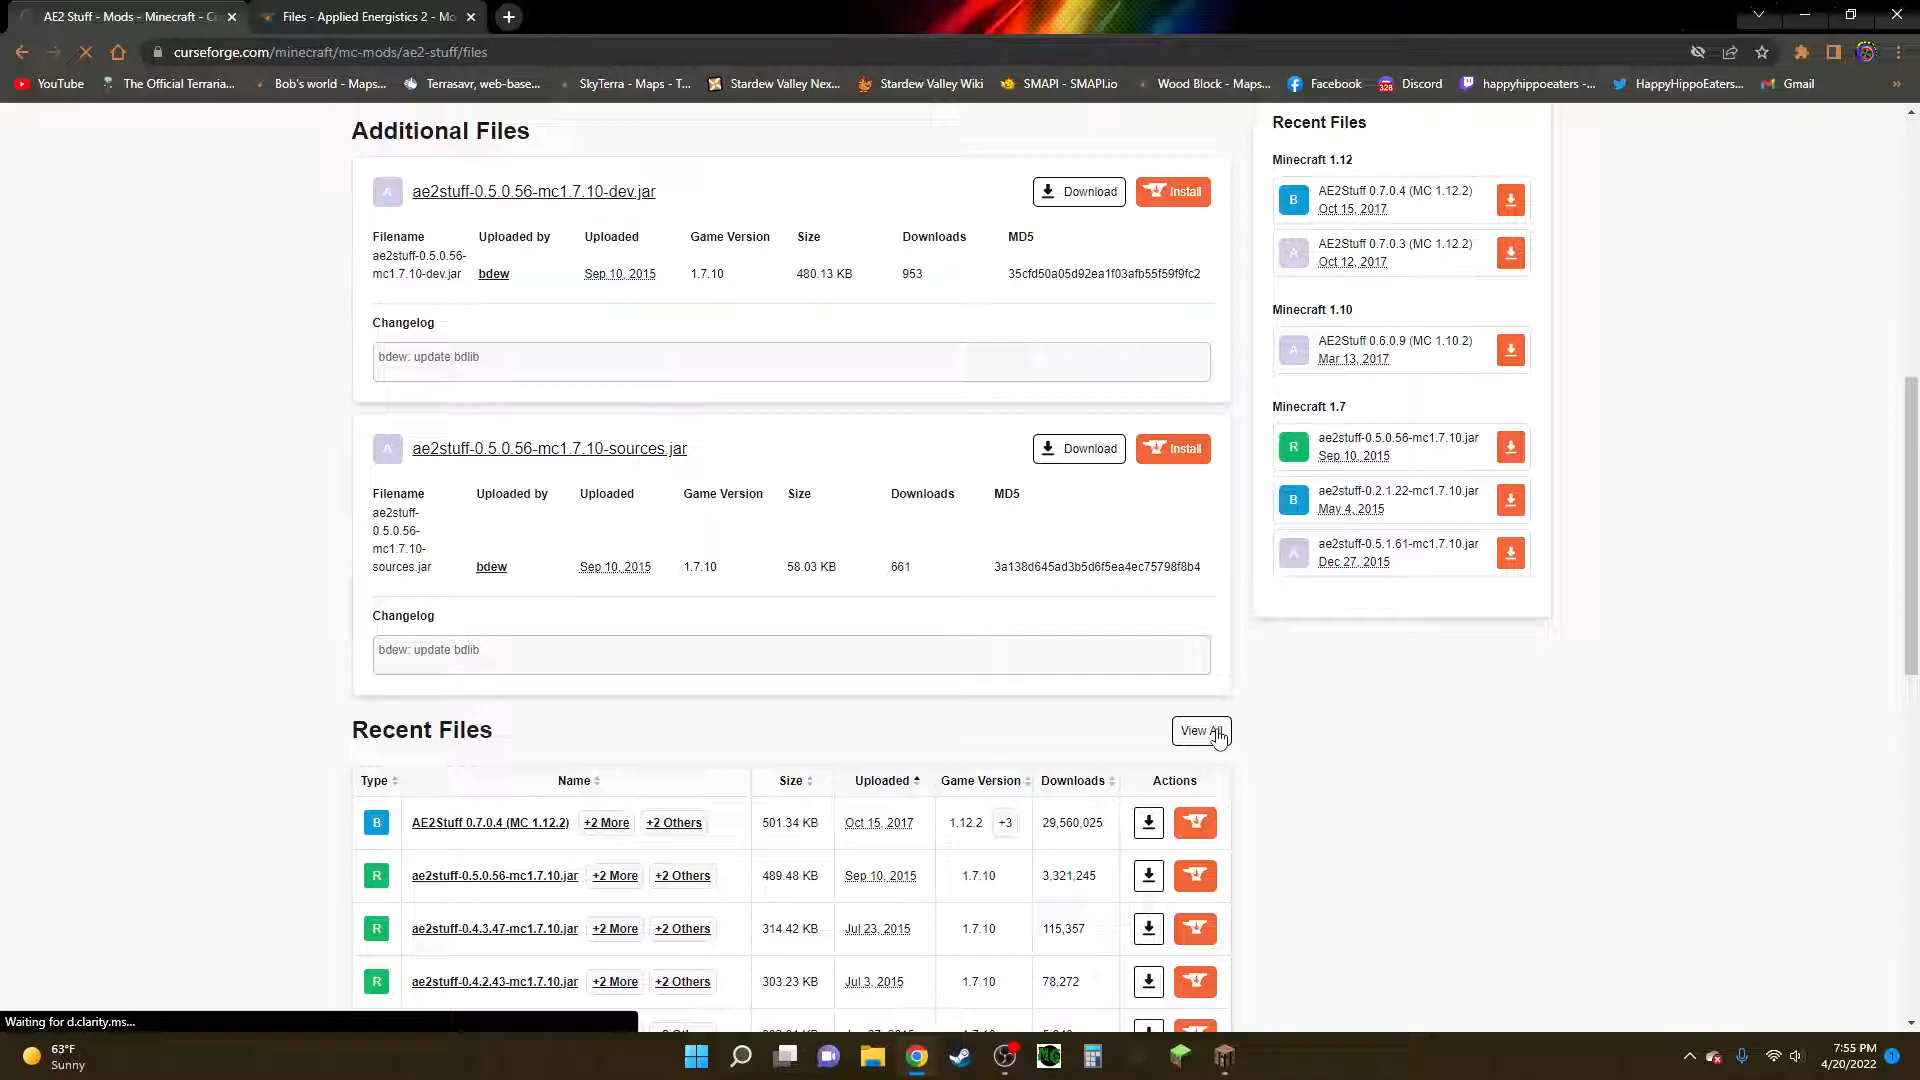 AE2 Stuff - Mods - Minecraft - C
Files - Applied Energistics 2 - Mo
curseforge.com/minecraft/mc-mods/ae2-stuff/files
YouTube
The Official Terraria...
Bob's world - Maps...
Terrasavr, web-base...
SkyTerra - Maps - T...
Stardew Valley Nex...
Stardew Valley Wiki
SMAPI - SMAPI.io
Wood Block - Maps...
Facebook
328
Discord
happyhippoeaters -...
HappyHippoEaters...
Gmail
»
Additional Files
A
ae2stuff-0.5.0.56-mc1.7.10-dev.jar
Download
Install
Filename Uploaded by Uploaded Game Version Size Downloads MD5
ae2stuff-0.5.0.56-
mc1.7.10-dev.jar bdew Sep 10, 2015 1.7.10 480.13 KB 953 35cfd50a05d92ea1f03afb55f59f9fc2
Changelog
bdew: update bdlib
A
ae2stuff-0.5.0.56-mc1.7.10-sources.jar
Download
Install
Filename Uploaded by Uploaded Game Version Size Downloads MD5
ae2stuff-
0.5.0.56-
mc1.7.10-
sources.jar bdew Sep 10, 2015 1.7.10 58.03 KB 661 3a138d645ad3b5d6f5ea4ec75798f8b4
Changelog
bdew: update bdlib
Recent Files
View
Type Name Size Uploaded Game Version Downloads Actions
B AE2Stuff 0.7.0.4 (MC 1.12.2) +2 More +2 Others 501.34 KB Oct 15, 2017 1.12.2 +3 29,560,025
R ae2stuff-0.5.0.56-mc1.7.10.jar +2 More +2 Others 489.48 KB Sep 10, 2015 1.7.10 3,321,245
R ae2stuff-0.4.3.47-mc1.7.10.jar +2 More +2 Others 314.42 KB Jul 23, 2015 1.7.10 115,357
R ae2stuff-0.4.2.43-mc1.7.10.jar +2 More +2 Others 303.23 KB Jul 3, 2015 1.7.10 78,272
Recent Files
Minecraft 1.12
B
AE2Stuff 0.7.0.4 (MC 1.12.2)
Oct 15, 2017
A
AE2Stuff 0.7.0.3 (MC 1.12.2)
Oct 12, 2017
Minecraft 1.10
A
AE2Stuff 0.6.0.9 (MC 1.10.2)
Mar 13, 2017
Minecraft 1.7
R
ae2stuff-0.5.0.56-mc1.7.10.jar
Sep 10, 2015
B
ae2stuff-0.2.1.22-mc1.7.10.jar
May 4, 2015
A
ae2stuff-0.5.1.61-mc1.7.10.jar
Dec 27, 2015
Waiting for d.clarity.ms...
63°F
Sunny
7:55 PM
4/20/2022
1